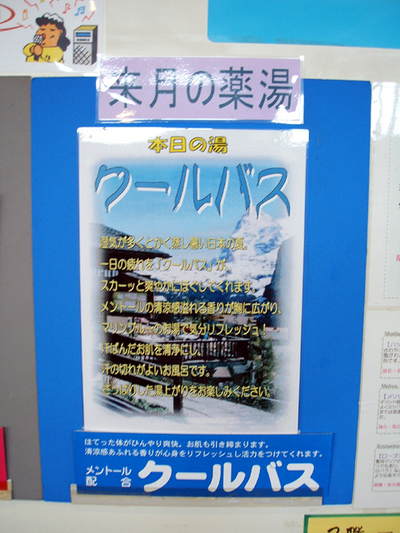 来月の薬湯
本日の湯
クールバス
湿気が多くとかく蒸し暑い日本の夏、
一日の疲れを「クールバス」が
スカーッと爽やかにほぐしてくれます。
メントールの清涼感溢れる香りが胸に広がり、
マリンブルーのお湯で気分リフレッシュ！
汗ばんだお肌を清浄にし、
汗の切れがよいお風呂です。
さっぱりした湯上がりをお楽しみください。
ほてった体がひんやり爽快。お肌も引き締まります。
清涼感あふれる香りが心身をリフレッシュし活力をつけてくれます。
メントール
配合
クールバス